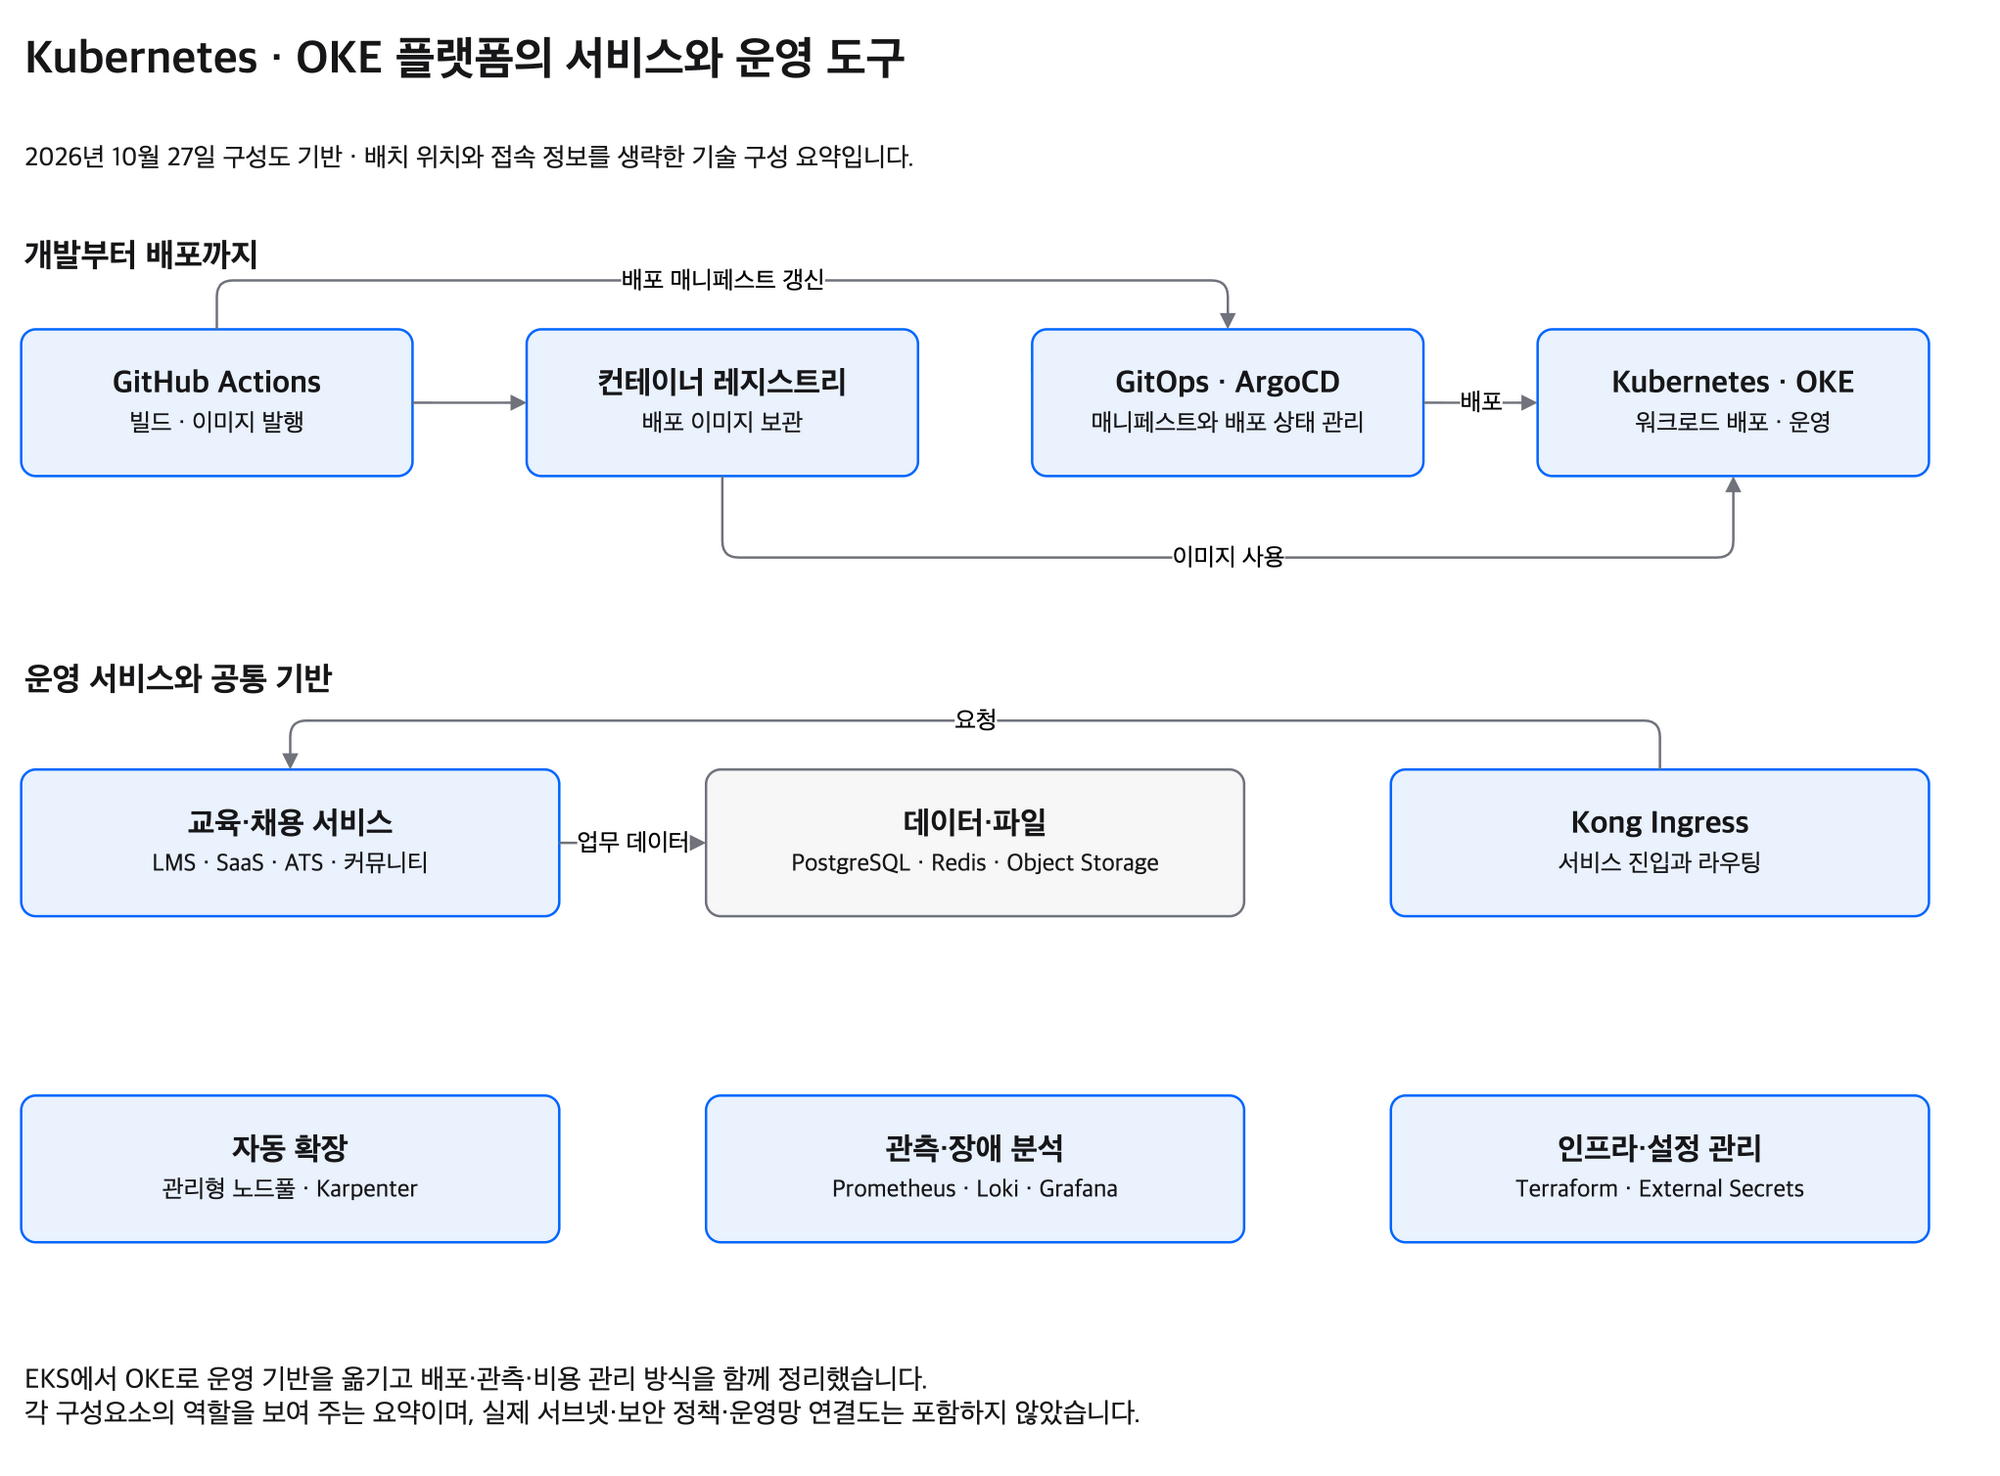 Kubernetes · OKE 플랫폼의 서비스와 운영 도구
2026년 10월 27일 구성도 기반 · 배치 위치와 접속 정보를 생략한 기술 구성 요약입니다.
개발부터 배포까지
배포 매니페스트 갱신
GitHub Actions
빌드 · 이미지 발행
컨테이너 레지스트리
배포 이미지 보관
GitOps · ArgoCD
매니페스트와 배포 상태 관리
배포
Kubernetes · OKE
워크로드 배포 · 운영
이미지 사용
운영 서비스와 공통 기반
요청
교육·채용 서비스
LMS · SaaS · ATS · 커뮤니티
업무 데이터
데이터·파일
PostgreSQL · Redis · Object Storage
Kong Ingress
서비스 진입과 라우팅
자동 확장
관리형 노드풀 · Karpenter
관측·장애 분석
Prometheus · Loki · Grafana
인프라·설정 관리
Terraform · External Secrets
EKS에서 OKE로 운영 기반을 옮기고 배포·관측·비용 관리 방식을 함께 정리했습니다.
각 구성요소의 역할을 보여 주는 요약이며, 실제 서브넷·보안 정책·운영망 연결도는 포함하지 않았습니다.